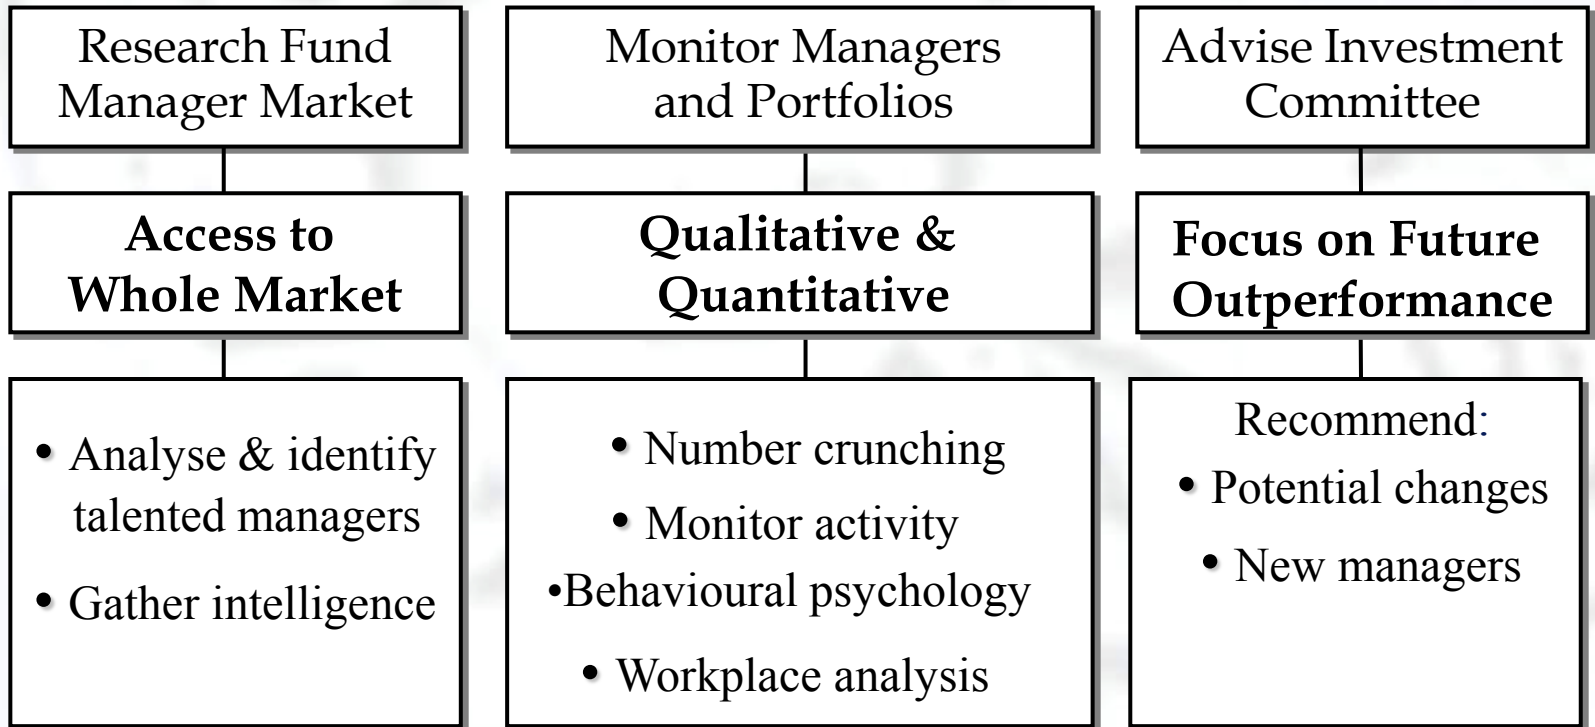 Research Fund
Manager Market
Access to
Whole Market
• Analyse & identify
talented managers
• Gather intelligence
Monitor Managers
and Portfolios
Qualitative &
Quantitative
• Number crunching
• Monitor activity
•Behavioural psychology
• Workplace analysis
Advise Investment
Committee
Focus on Future
Outperformance
Recommend:
• Potential changes
• New managers